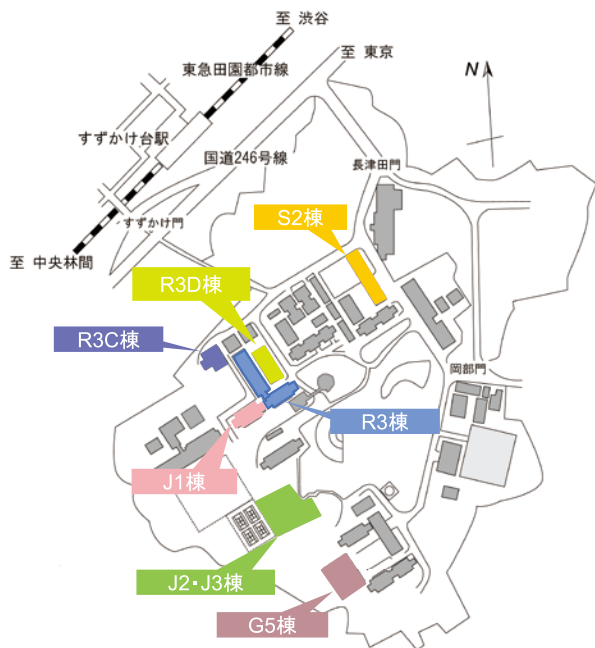 至 渋谷
至 東京
東急田園都市線
N
すずかけ台駅
国道246号線
長津田門
すずかけ門
S2棟
至 中央林間
R3D棟
R3C棟
岡部門
R3棟
J1棟
J2・J3棟
G5棟